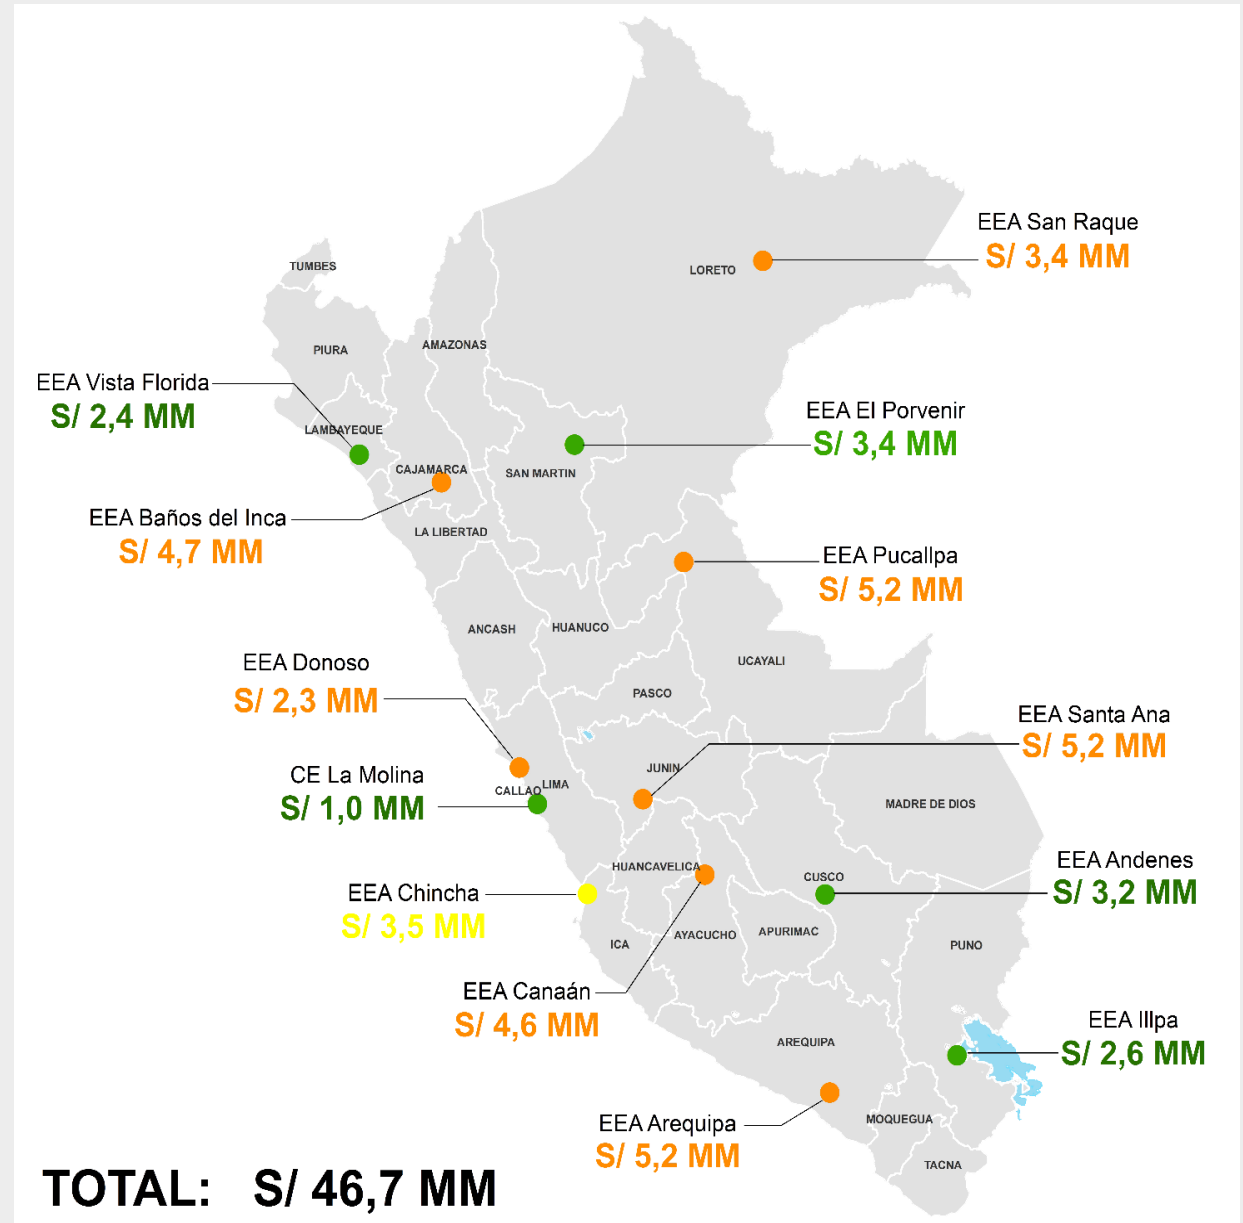 EEA San Raque
S/ 3,4 MM
TUMBES
LORETO
PIURA
AMAZONAS
EEA Vista Florida
S/ 2,4 MM
EEA El Porvenir
S/ 3,4 MM
LAMBAYEQUE
CAJAMARCA
SAN MARTIN
EEA Baños del Inca
S/ 4,7 MM
LA LIBERTAD
EEA Pucallpa
S/ 5,2 MM
ANCASH
HUANUCO
UCAYALI
EEA Donoso
S/ 2,3 MM
PASCO
EEA Santa Ana
S/ 5,2 MM
JUNIN
CE La Molina
S/ 1,0 MM
CALLAO
LIMA
MADRE DE DIOS
EEA Andenes
S/ 3,2 MM
HUANCAVELICA
CUSCO
EEA Chincha
S/ 3,5 MM
ICA
AYACUCHO
APURIMAC
PUNO
EEA Canaán
S/ 4,6 MM
EEA Illpa
S/ 2,6 MM
AREQUIPA
EEA Arequipa
S/ 5,2 MM
MOQUEGUA
TACNA
TOTAL: S/ 46,7 MM